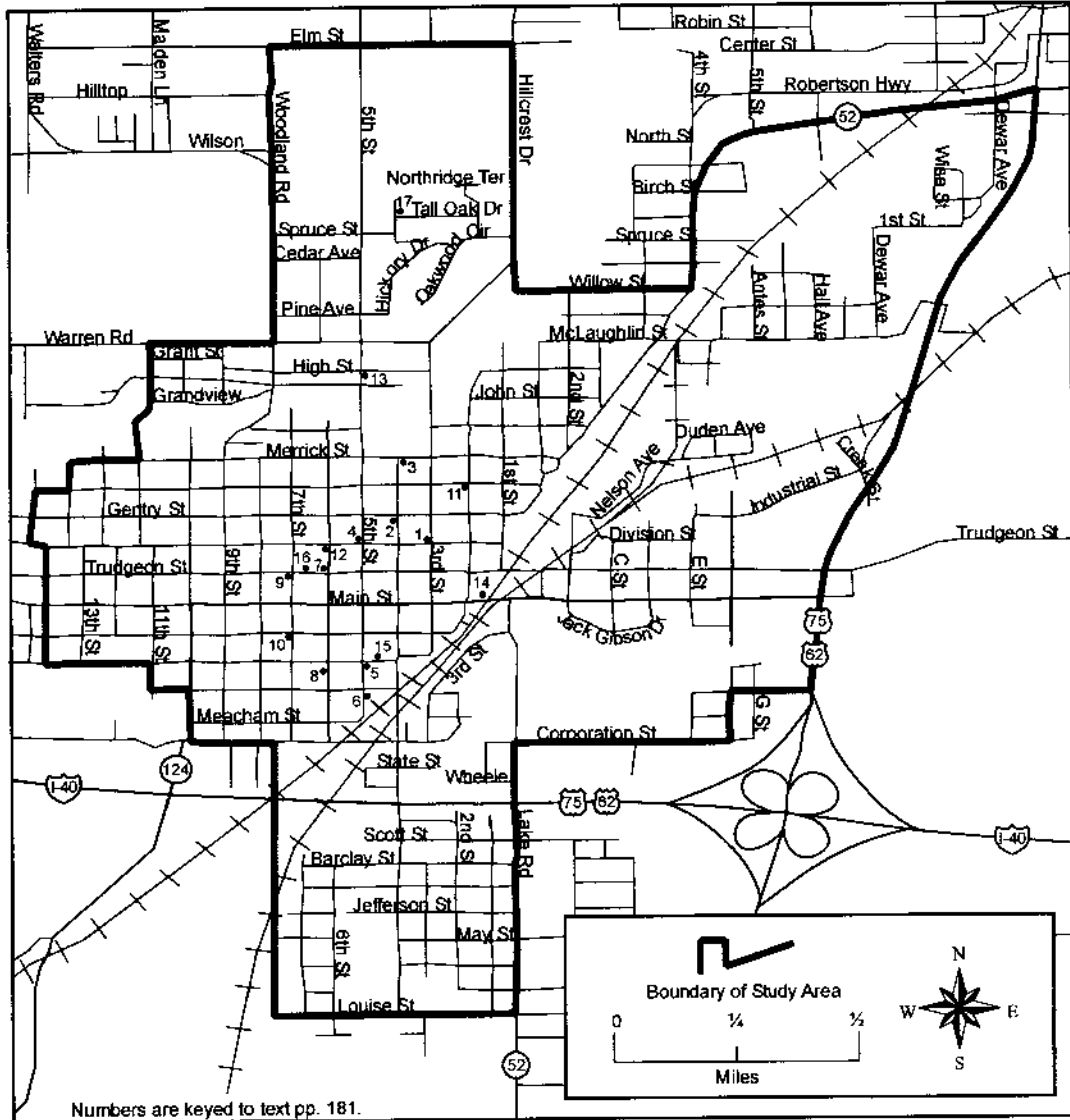 Walters Rd
Maden Ln
Elm St
Robin St
Center St
Hilltop
Woodland Rd
5th St
Hillcrest Dr
4th St
5th St
Robertson Hwy
52
Dewar Ave
Wilson
North St
Northridge Ter
17
Tall Oak Dr
Birch S
Wise St
Spruce St
Cedar Ave
Hickory Dr
Oakwood Cir
Spruce S
1st St
Dewar Ave
Willow St
Antes St
Hall Ave
Pine Ave
Warren Rd
McLaughlin St
Grant St
High St
13
Grandview
John St
2nd St
Duden Ave
Merrick St
3
1st St
Nelson Ave
Creek St
Industrial St
11
7th St
Gentry St
5th St
2
4
1
3rd St
Division St
Trudgeon St
12
16
7
9th St
Trudgeon St
9
Main St
14
C St
E St
13th St
11th St
Jack Gibson Dr
75
62
10
15
3rd St
8
5
6
Meacham St
G St
Corporation St
124
State St
Wheele
I-40
75
62
Scott St
2nd St
Lake Rd
I-40
Barclay St
Jefferson St
6th St
May St
Louise St
52
Boundary of Study Area
0 ¼ ½
Miles
N
W E
S
Numbers are keyed to text pp. 181.